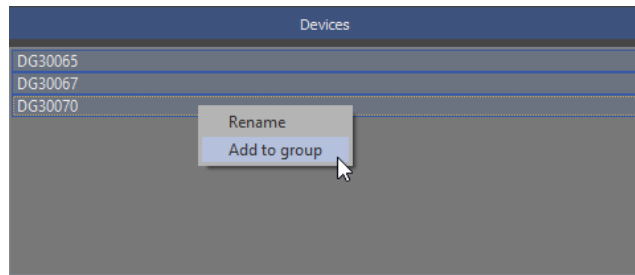 Devices
DG30065
DG30067
DG30070
Rename
Add to group